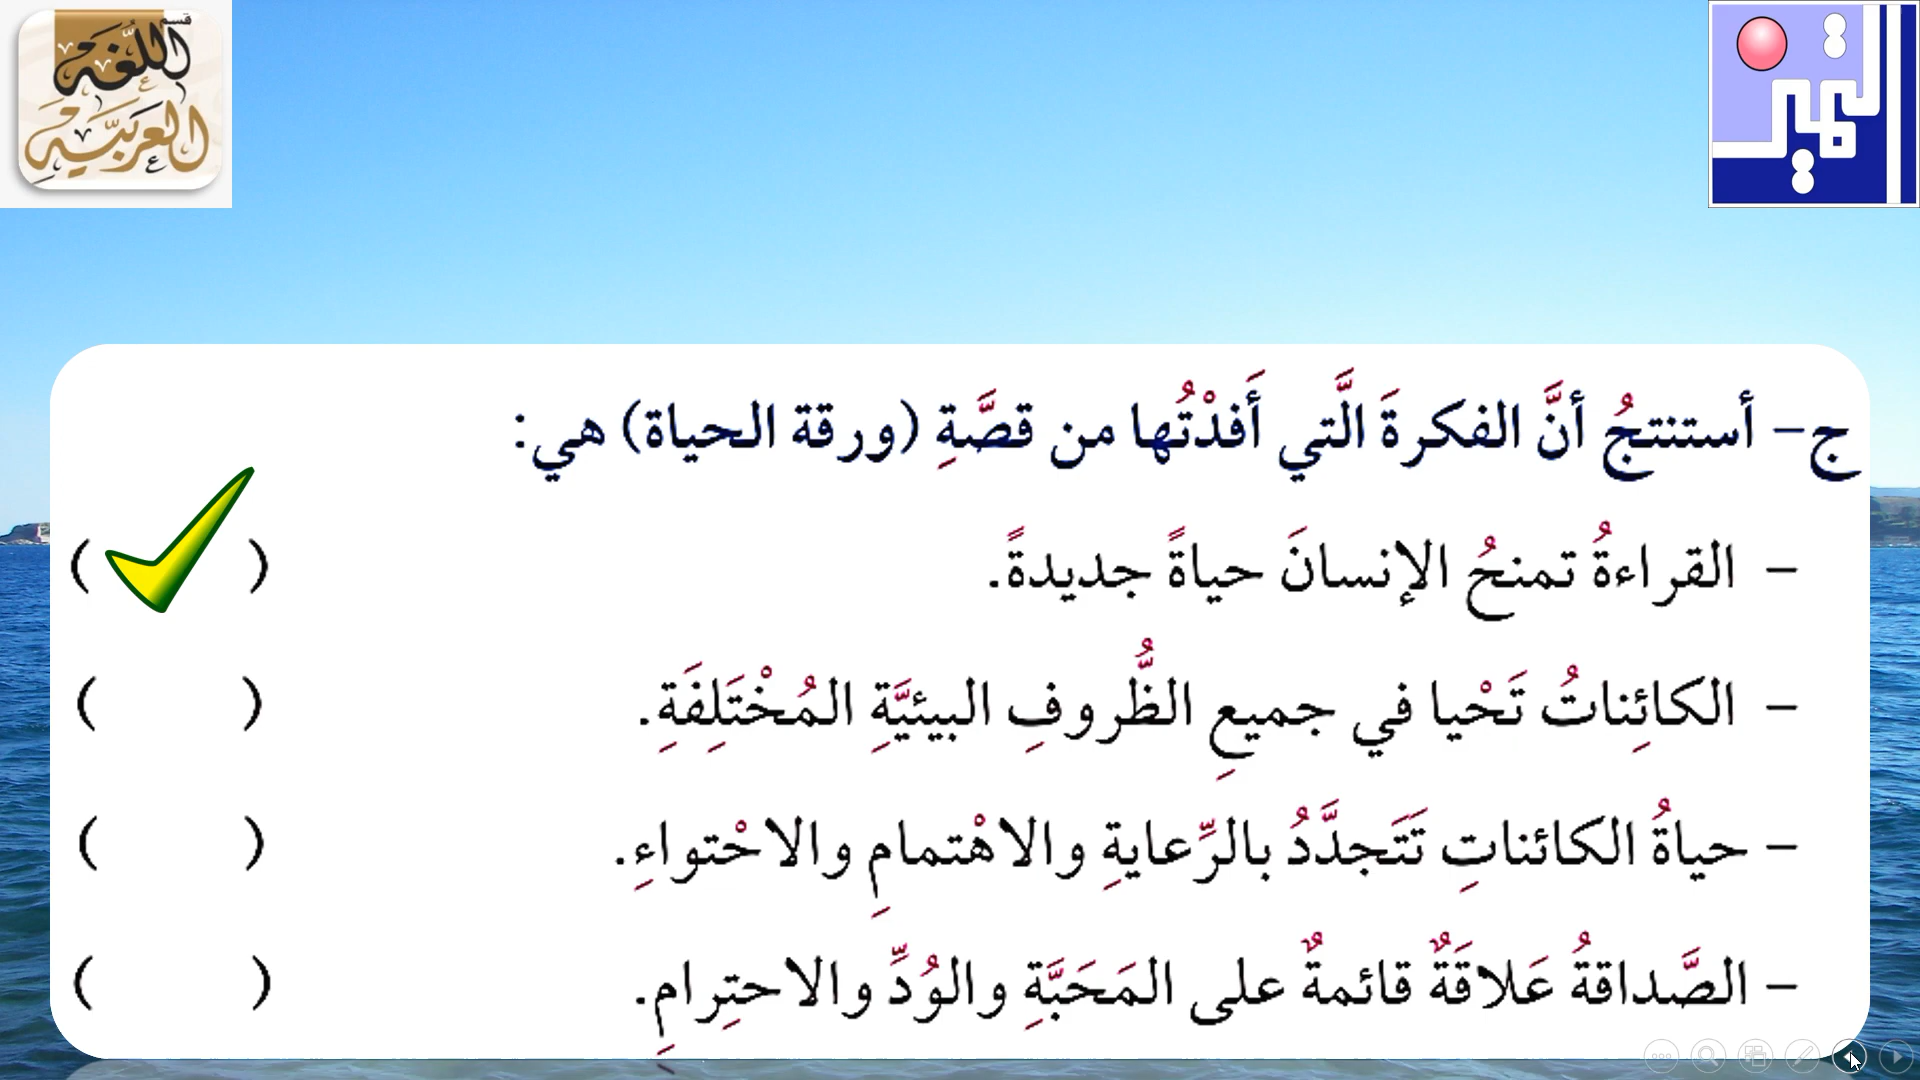 قسم
اللغة
العربية
التميز
ج- أستنتجُ أنَّ الفكرةَ الَّتي أَفدْتُها من قصَّةِ (ورقة الحياة) هي:
- القراءةُ تمنحُ الإنسانَ حياةً جديدةً. ( )
- الكائِناتُ تَحْيا في جميعِ الظُّروفِ البيئيَّةِ المُخْتَلِفَةِ. ( )
- حياةُ الكائناتِ تَتَجدَّدُ بالرِّعايةِ والاهْتمامِ والاحْتواءِ. ( )
- الصَّداقةُ عَلاقَةٌ قائمةٌ على المَحَبَّةِ والوُدِّ والاحتِرامِ. ( )